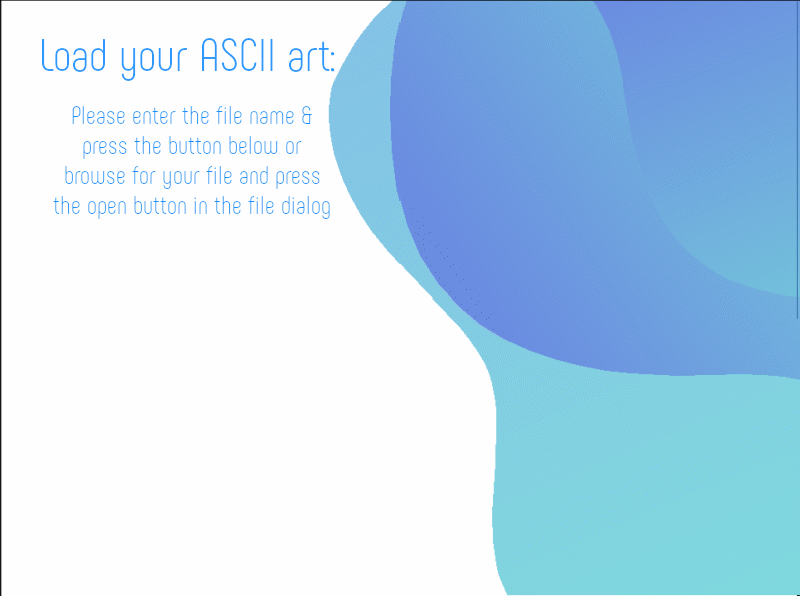 Load your ASCII art:
Please enter the file name &
press the button below or
browse for your file and press
the open button in the file dialog